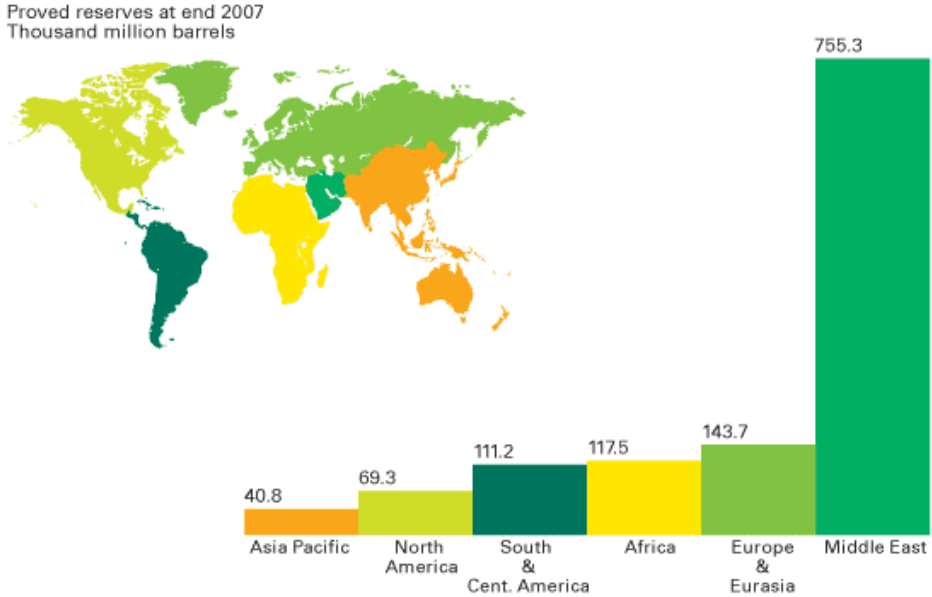 Proved reserves at end 2007
Thousand million barrels
755.3
143.7
117.5
111.2
69.3
40.8
Asia Pacific
North
America
South
&
Cent. America
Africa
Europe
&
Eurasia
Middle East